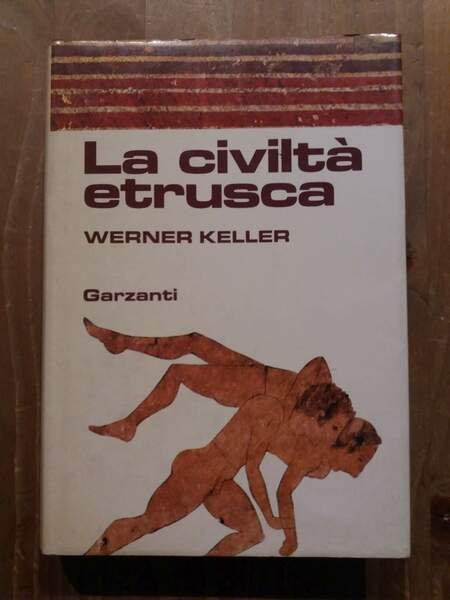 La civiltà
etrusca
WERNER KELLER
Garzanti